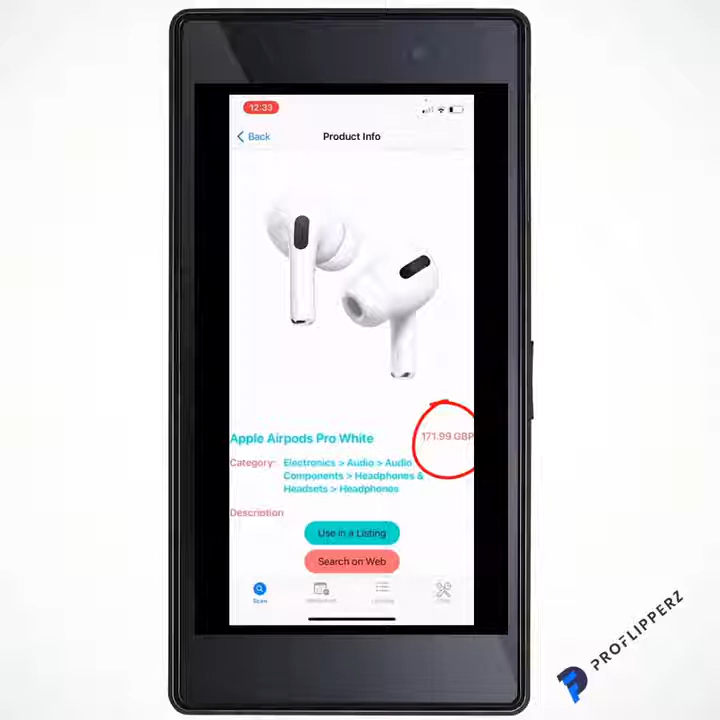 12:33
Back
Product Info
Apple Airpods Pro White
171.99 GBP
Category:
Electronics > Audio > Audio
Components > Headphones &
Headsets > Headphones
Description
Use in a Listing
Search on Web
Scan
PROFLIPPERZ